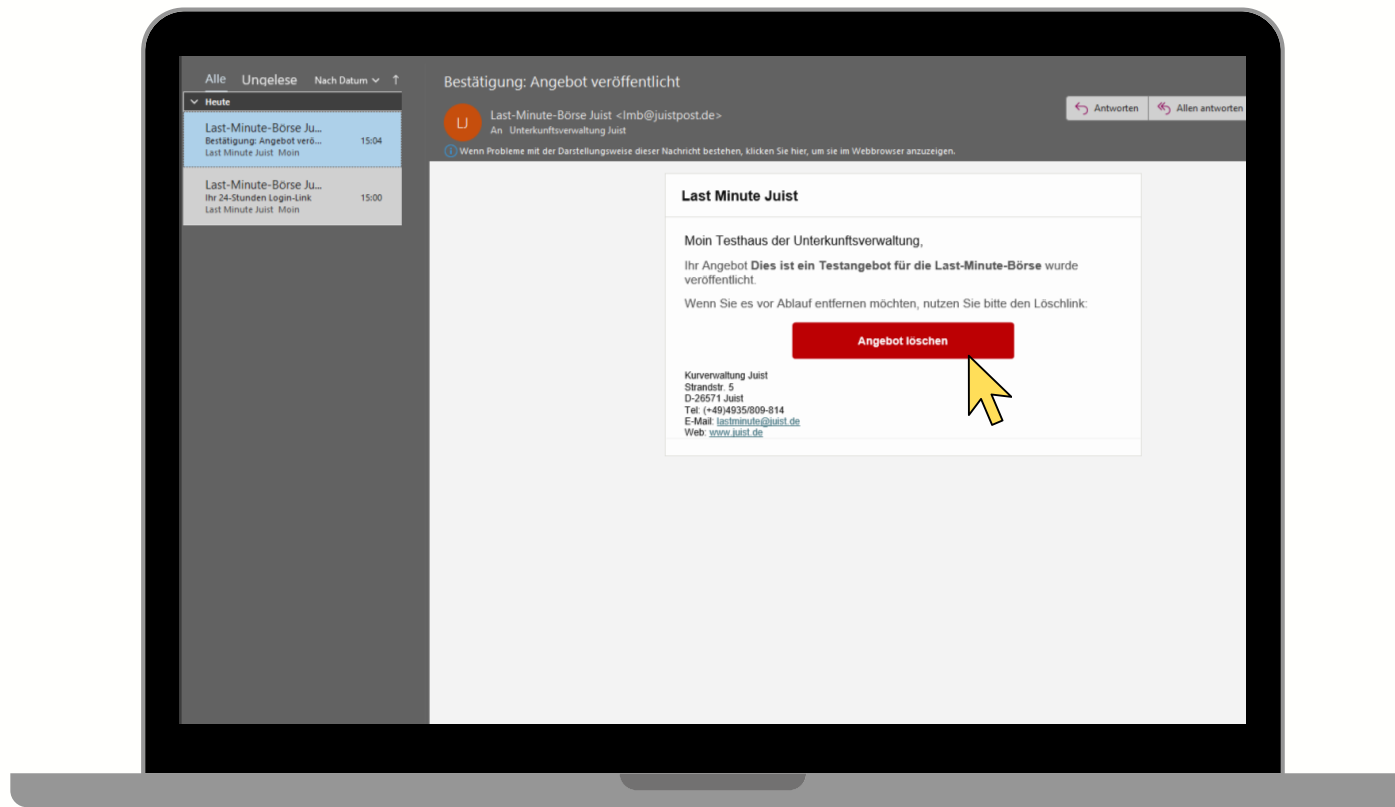 Alle Ungelese Nach Datum ↑
Heute
Last-Minute-Börse Ju...
Bestätigung: Angebot verö... 15:04
Last Minute Juist Moin
Last-Minute-Börse Ju...
Ihr 24-Stunden Login-Link 15:00
Last Minute Juist Moin
Bestätigung: Angebot veröffentlicht
LJ
Last-Minute-Börse Juist <lmb@juistpost.de>
An Unterkunftsverwaltung Juist
Wenn Probleme mit der Darstellungsweise dieser Nachricht bestehen, klicken Sie hier, um sie im Webbrowser anzuzeigen.
Antworten Allen antworten
Last Minute Juist
Moin Testhaus der Unterkunftsverwaltung,
Ihr Angebot Dies ist ein Testangebot für die Last-Minute-Börse wurde
veröffentlicht.
Wenn Sie es vor Ablauf entfernen möchten, nutzen Sie bitte den Löschlink:
Angebot löschen
Kurverwaltung Juist
Strandstr. 5
D-26571 Juist
Tel: (+49)4935/809-814
E-Mail: lastminute@juist.de
Web: www.juist.de